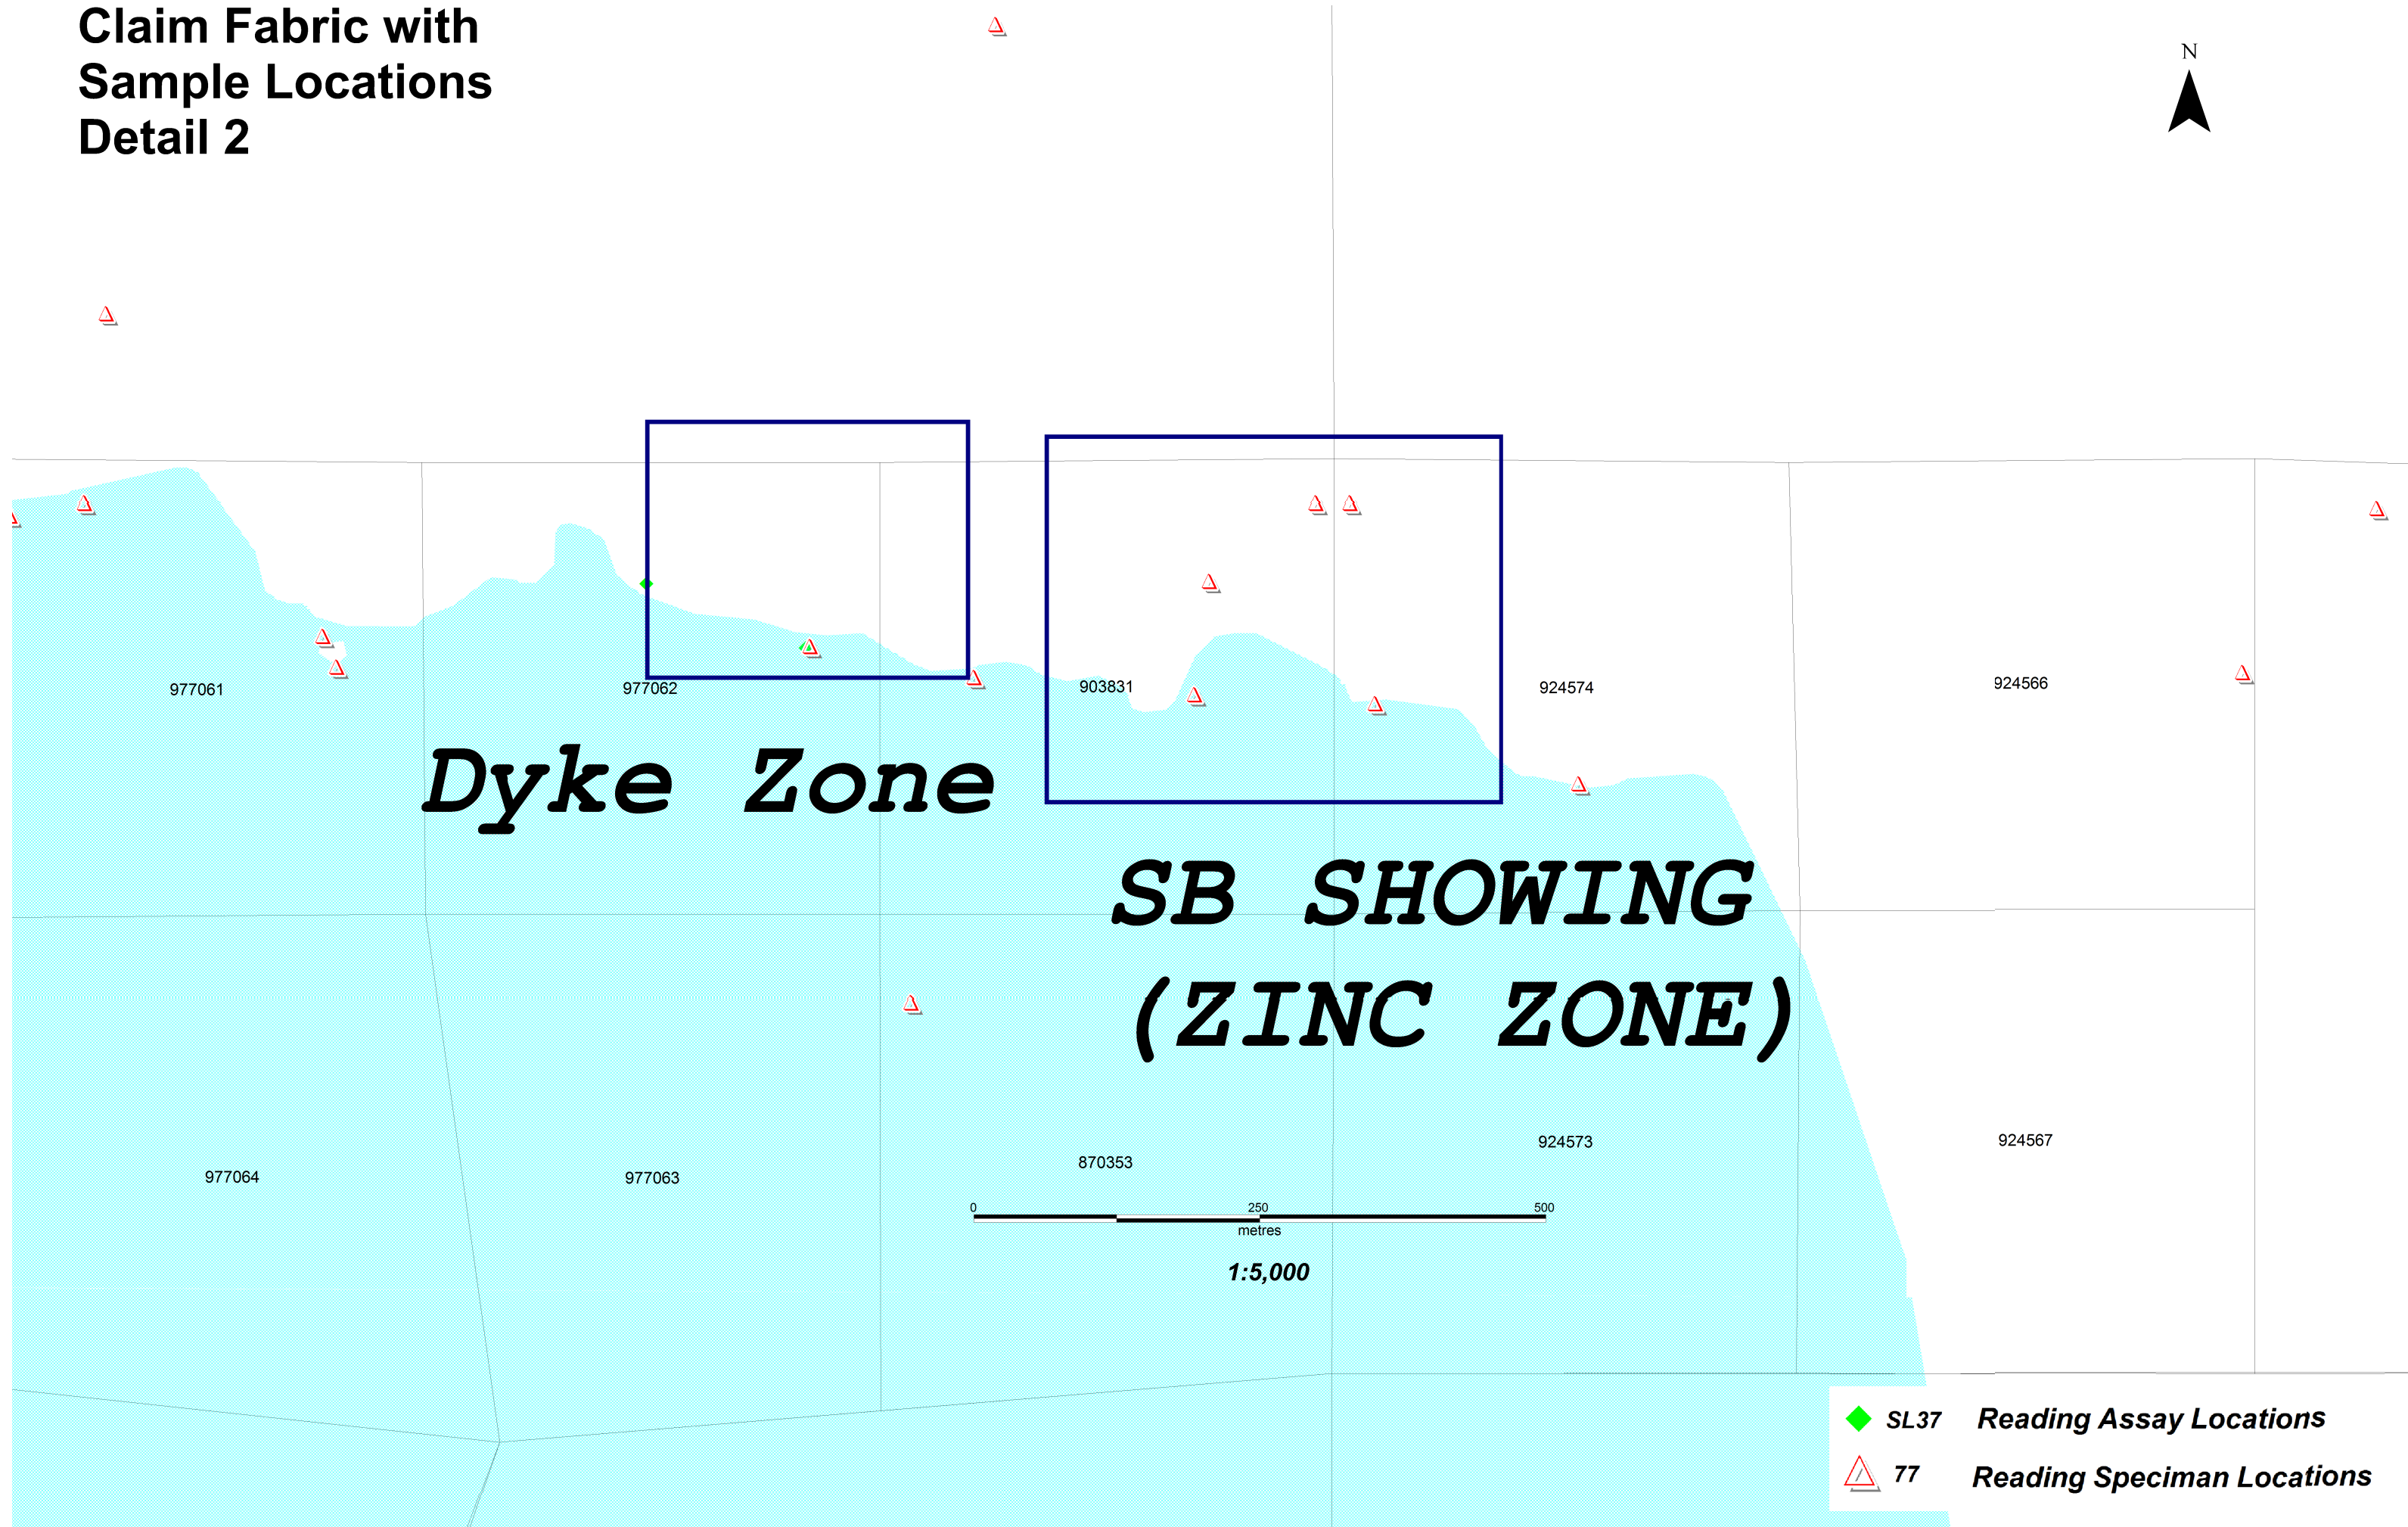 Claim Fabric with
Sample Locations
Detail 2
N
977061
977062
903831
924574
924566
Dyke Zone
SB SHOWING
(ZINC ZONE)
977064
977063
870353
924573
924567
0 250 500
metres
1:5,000
SL37 Reading Assay Locations
77 Reading Speciman Locations